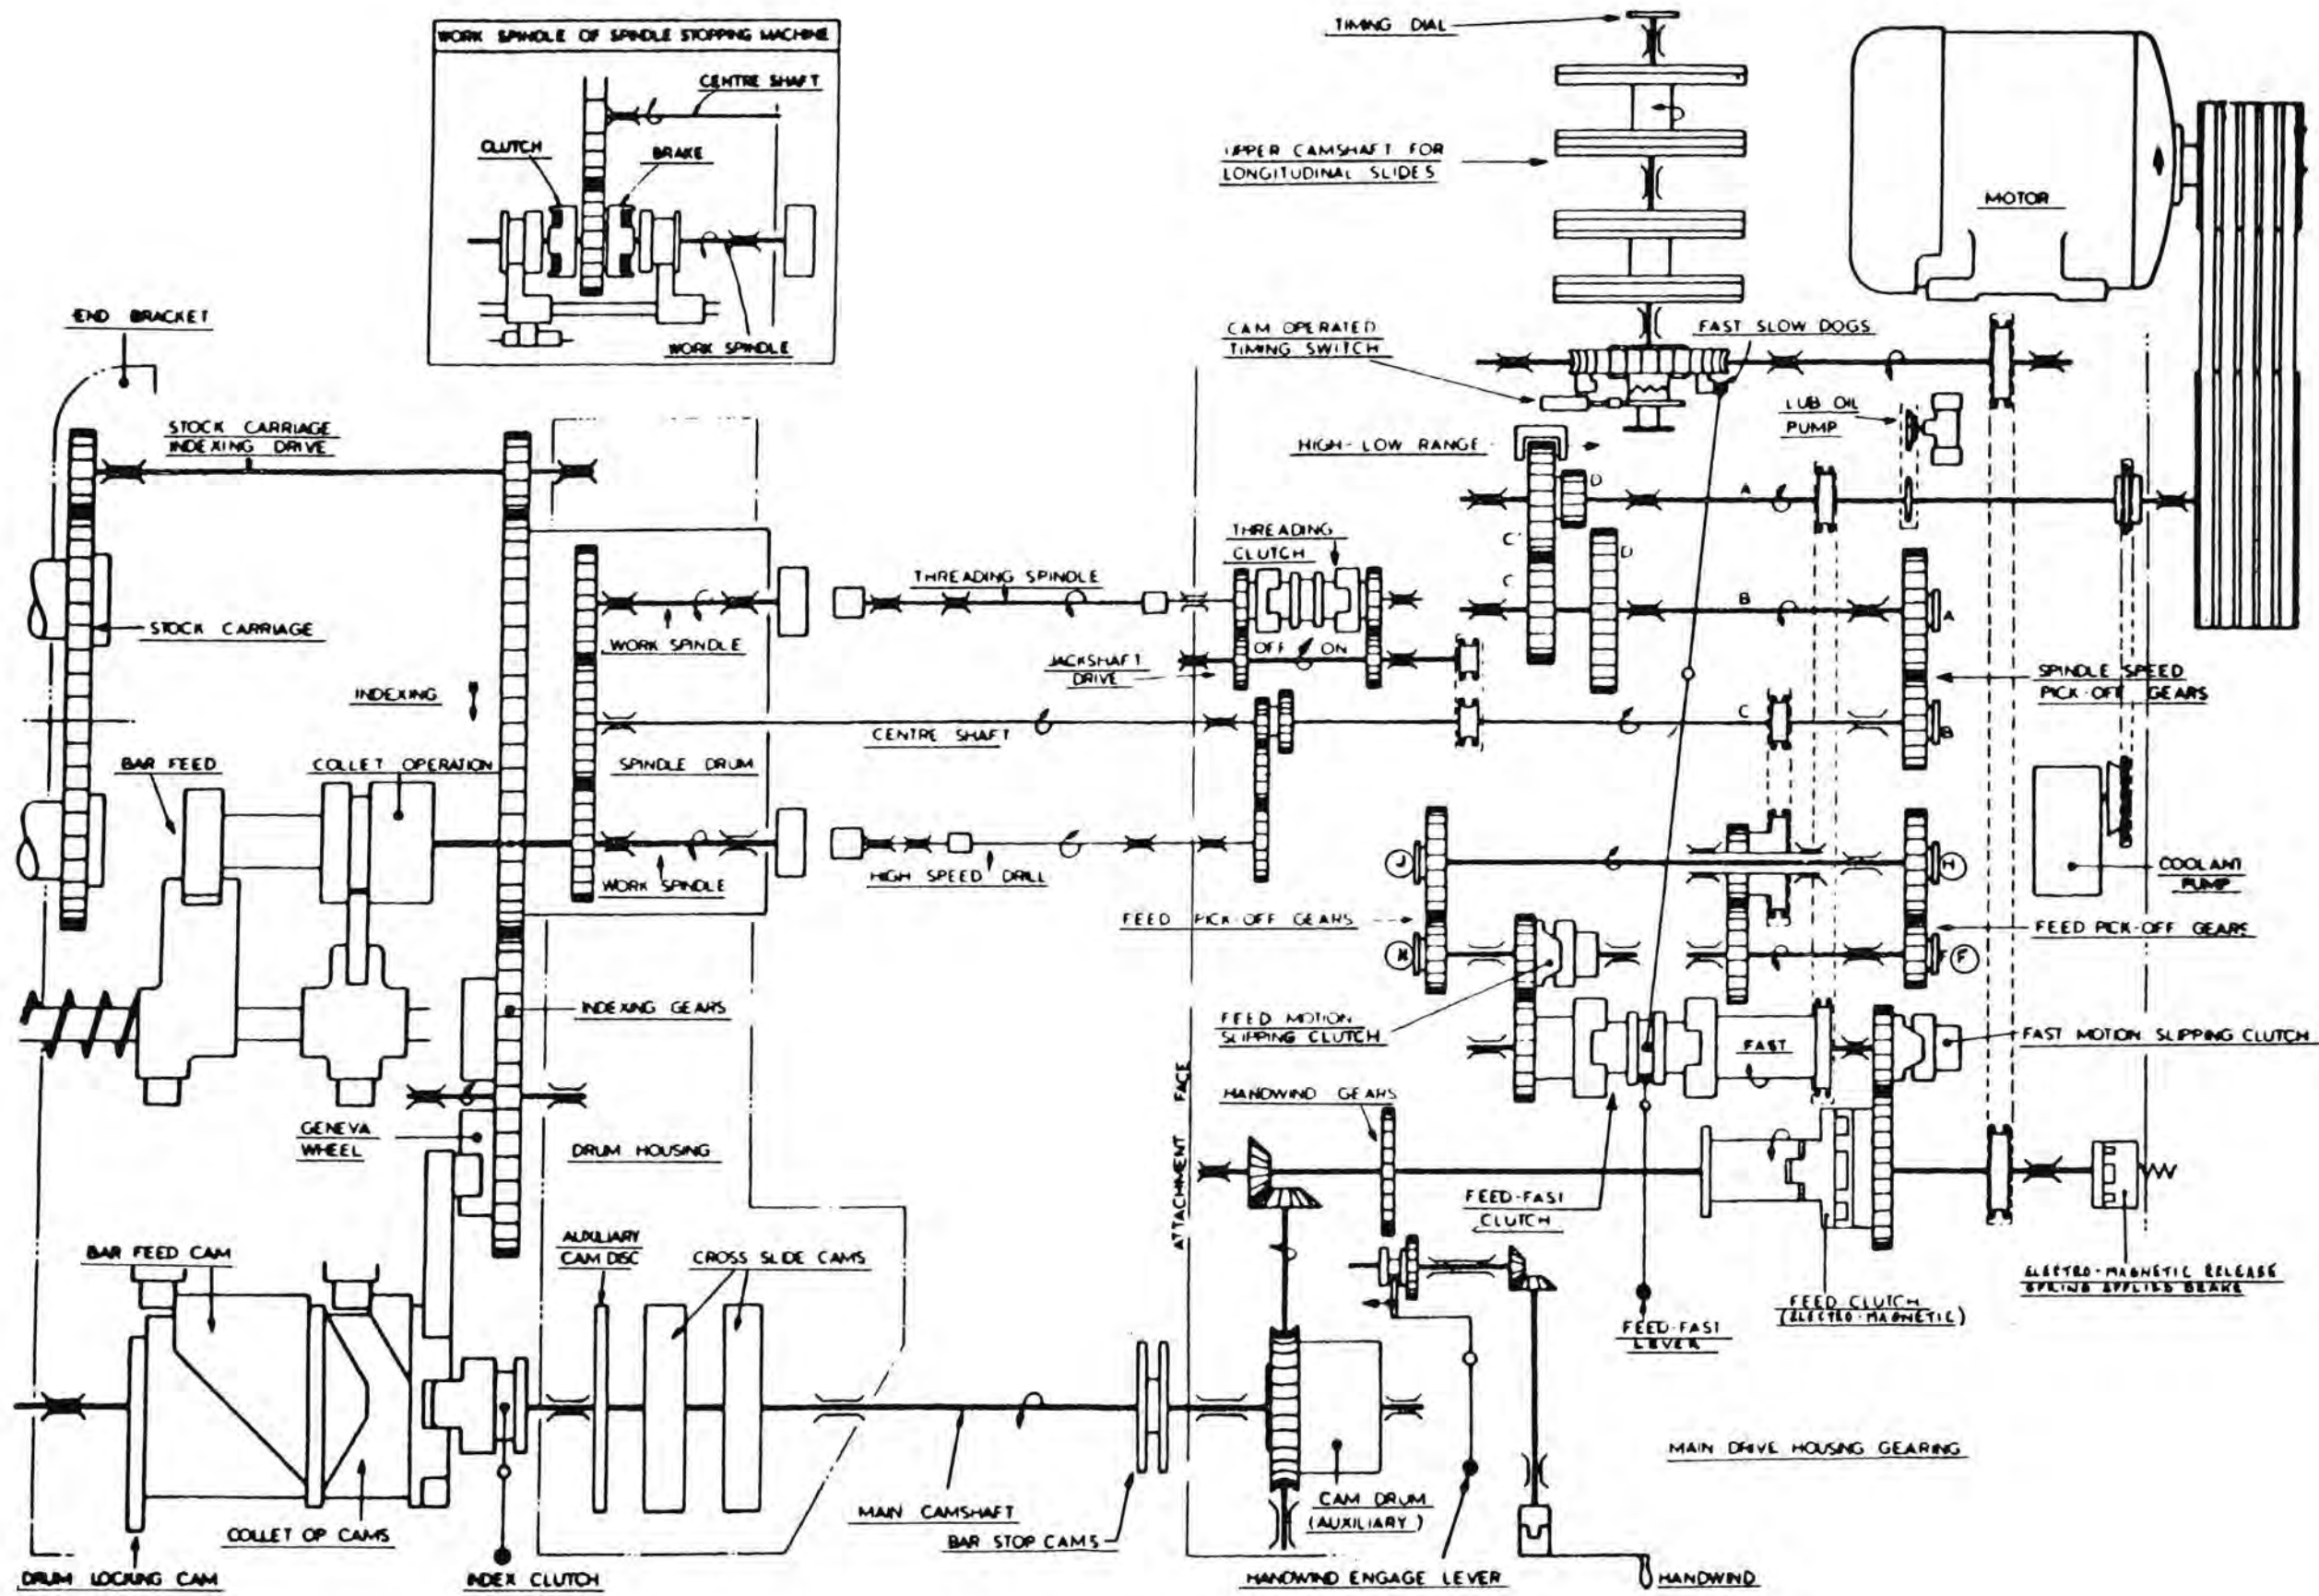 WORK SPINDLE OF SPINDLE STOPPING MACHINE
CENTRE SHAFT
CLUTCH
BRAKE
WORK SPINDLE
TIMING DIAL
UPPER CAMSHAFT FOR
LONGITUDINAL SLIDES
MOTOR
END BRACKET
CAM OPERATED
TIMING SWITCH
FAST SLOW DOGS
STOCK CARRIAGE
INDEXING DRIVE
HIGH-LOW RANGE
LUB OIL
PUMP
D
A
THREADING
CLUTCH
C
D
C
THREADING SPINDLE
B
A
STOCK CARRIAGE
WORK SPINDLE
OFF ON
JACKSHAFT
DRIVE
SPINDLE SPEED
PICK-OFF GEARS
INDEXING
CENTRE SHAFT
C
B
BAR FEED
COLLET OPERATION
SPINDLE DRUM
J
H
COOLANT
PUMP
WORK SPINDLE
HIGH SPEED DRILL
FEED PICK-OFF GEARS
FEED PICK-OFF GEARS
K
F
INDEXING GEARS
FEED MOTION
SLIPPING CLUTCH
FAST
FAST MOTION SLIPPING CLUTCH
ATTACHMENT FACE
HANDWIND GEARS
GENEVA
WHEEL
DRUM HOUSING
FEED-FAST
CLUTCH
BAR FEED CAM
AUXILIARY
CAM DISC
CROSS SLIDE CAMS
ELECTRO-MAGNETIC RELEASE
SPRING APPLIED BRAKE
FEED CLUTCH
(ELECTRO-MAGNETIC)
FEED-FAST
LEVER
MAIN DRIVE HOUSING GEARING
MAIN CAMSHAFT
CAM DRUM
(AUXILIARY)
COLLET OP CAMS
BAR STOP CAMS
DRUM LOCKING CAM
INDEX CLUTCH
HANDWIND ENGAGE LEVER
HANDWIND